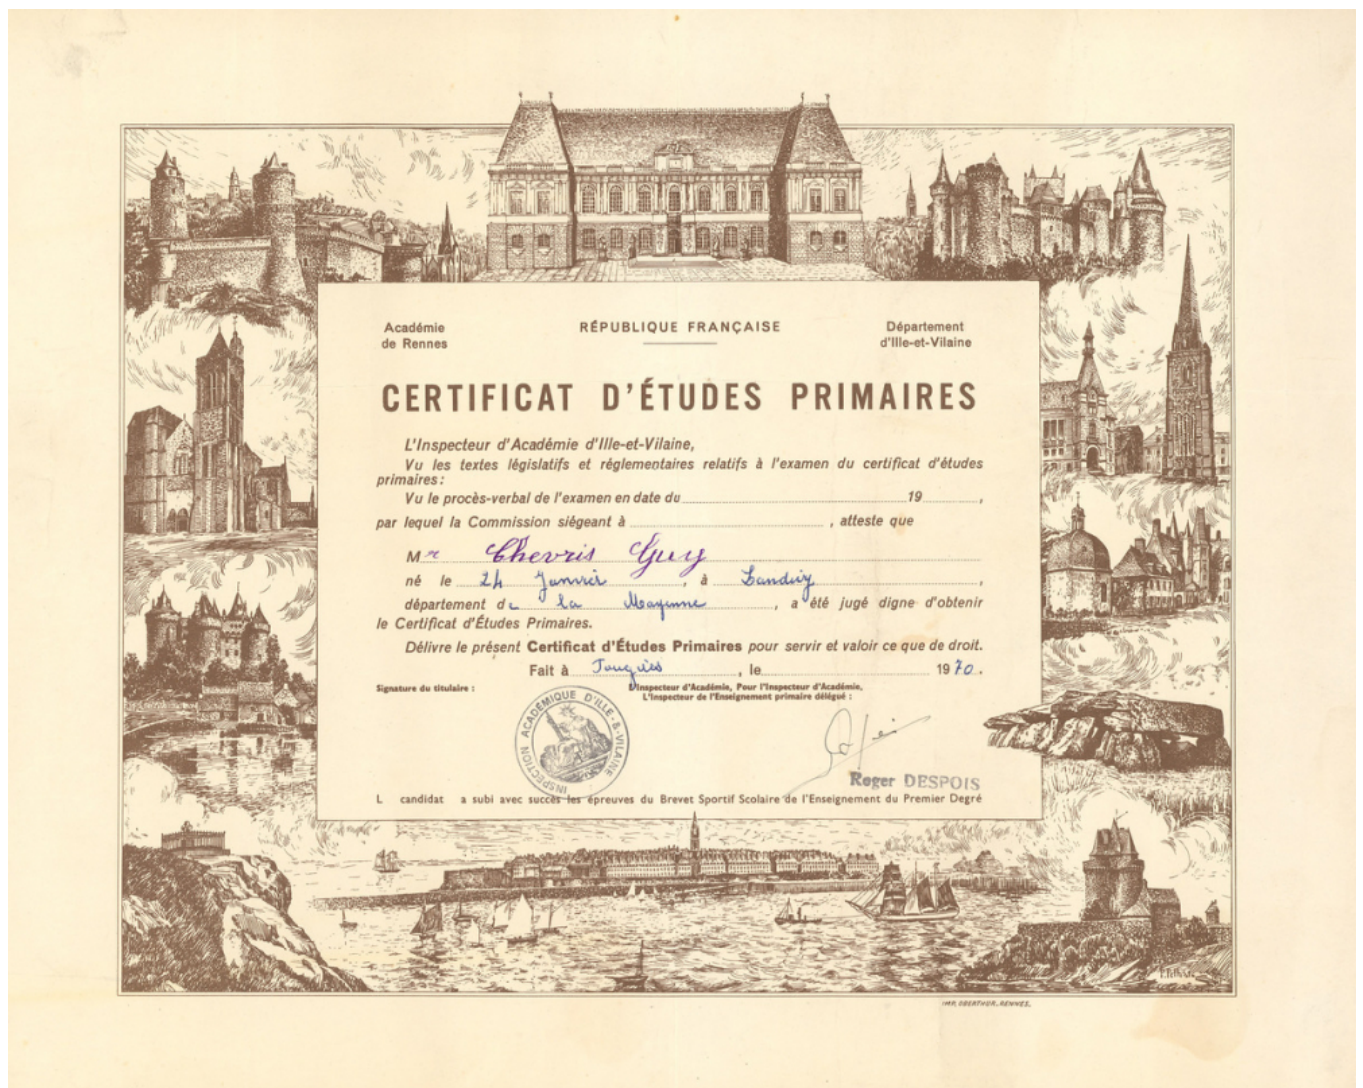 Académie
de Rennes
RÉPUBLIQUE FRANÇAISE
Département
d'Ille-et-Vilaine
CERTIFICAT D'ÉTUDES PRIMAIRES
L'Inspecteur d'Académie d'Ille-et-Vilaine,
Vu les textes législatifs et réglementaires relatifs à l'examen du certificat d'études
primaires :
Vu le procès-verbal de l'examen en date du 19 ,
par lequel la Commission siégeant à , atteste que
Mr Chevris Guy
né le 24 Janvier , à Landivy ,
département de la Mayenne , a été jugé digne d'obtenir
le Certificat d'Études Primaires.
Délivre le présent Certificat d'Études Primaires pour servir et valoir ce que de droit.
Fait à , le 1970.
Signature du titulaire :
L'Inspecteur d'Académie, Pour l'Inspecteur d'Académie,
L'Inspecteur de l'Enseignement primaire délégué :
INSPECTION ACADÉMIQUE D'ILLE-&-VILAINE
Roger DESPOIS
L candidat a subi avec succès les épreuves du Brevet Sportif Scolaire de l'Enseignement du Premier Degré
IMP. OBERTHUR_RENNES.